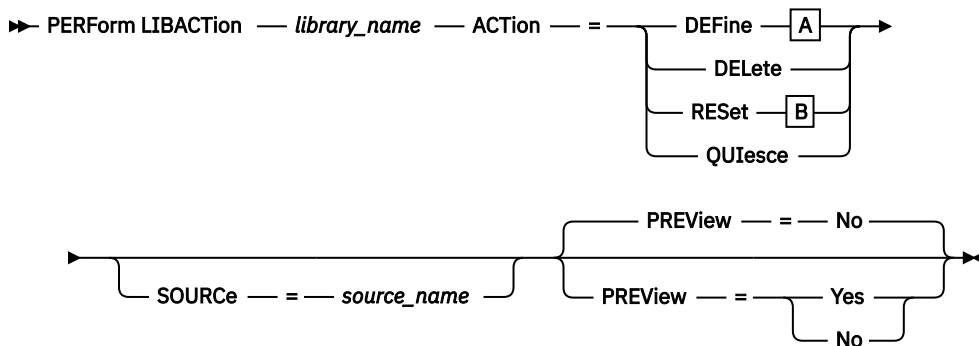 PERForm LIBACTion library_name ACTion = DEFine A
DELete
RESet B
QUIesce
PREView = No
SOURCe = source_name
PREView = Yes
No